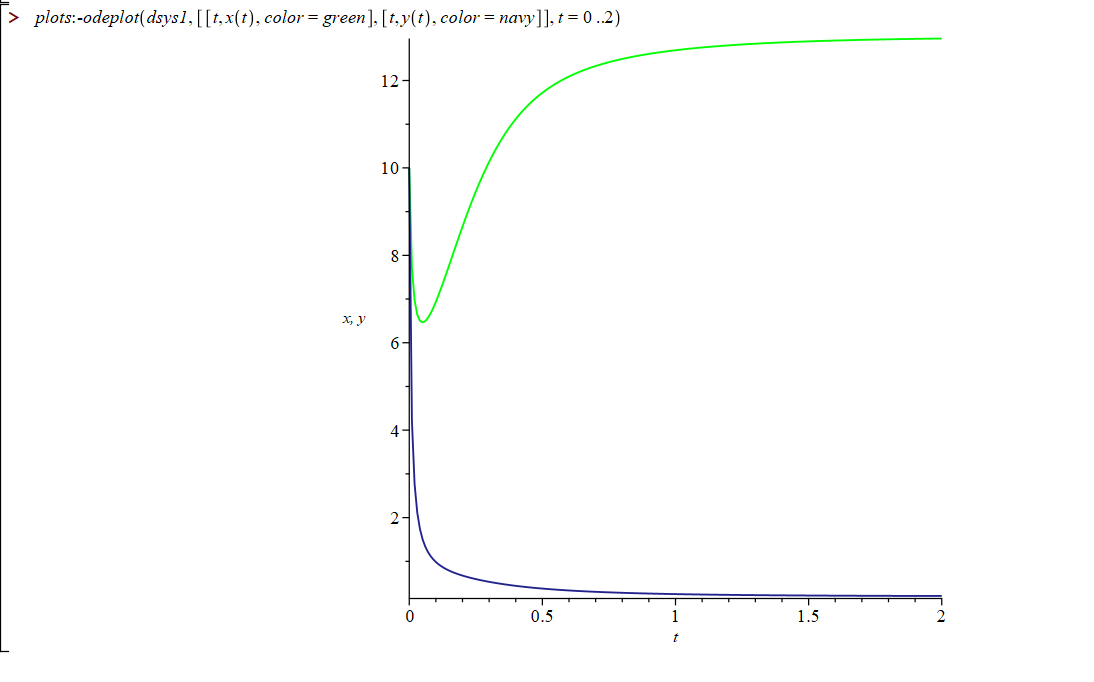 > plots:-odeplot(dsys1, [[t,x(t), color = green], [t,y(t), color = navy]], t = 0 ..2)
12
10
8
x, y
6
4
2
0 0.5 1 1.5 2
t